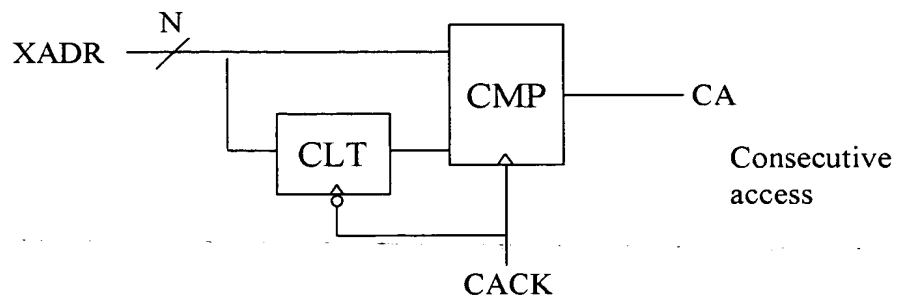 N
XADR
CMP
CA
CLT
Consecutive
access
CACK